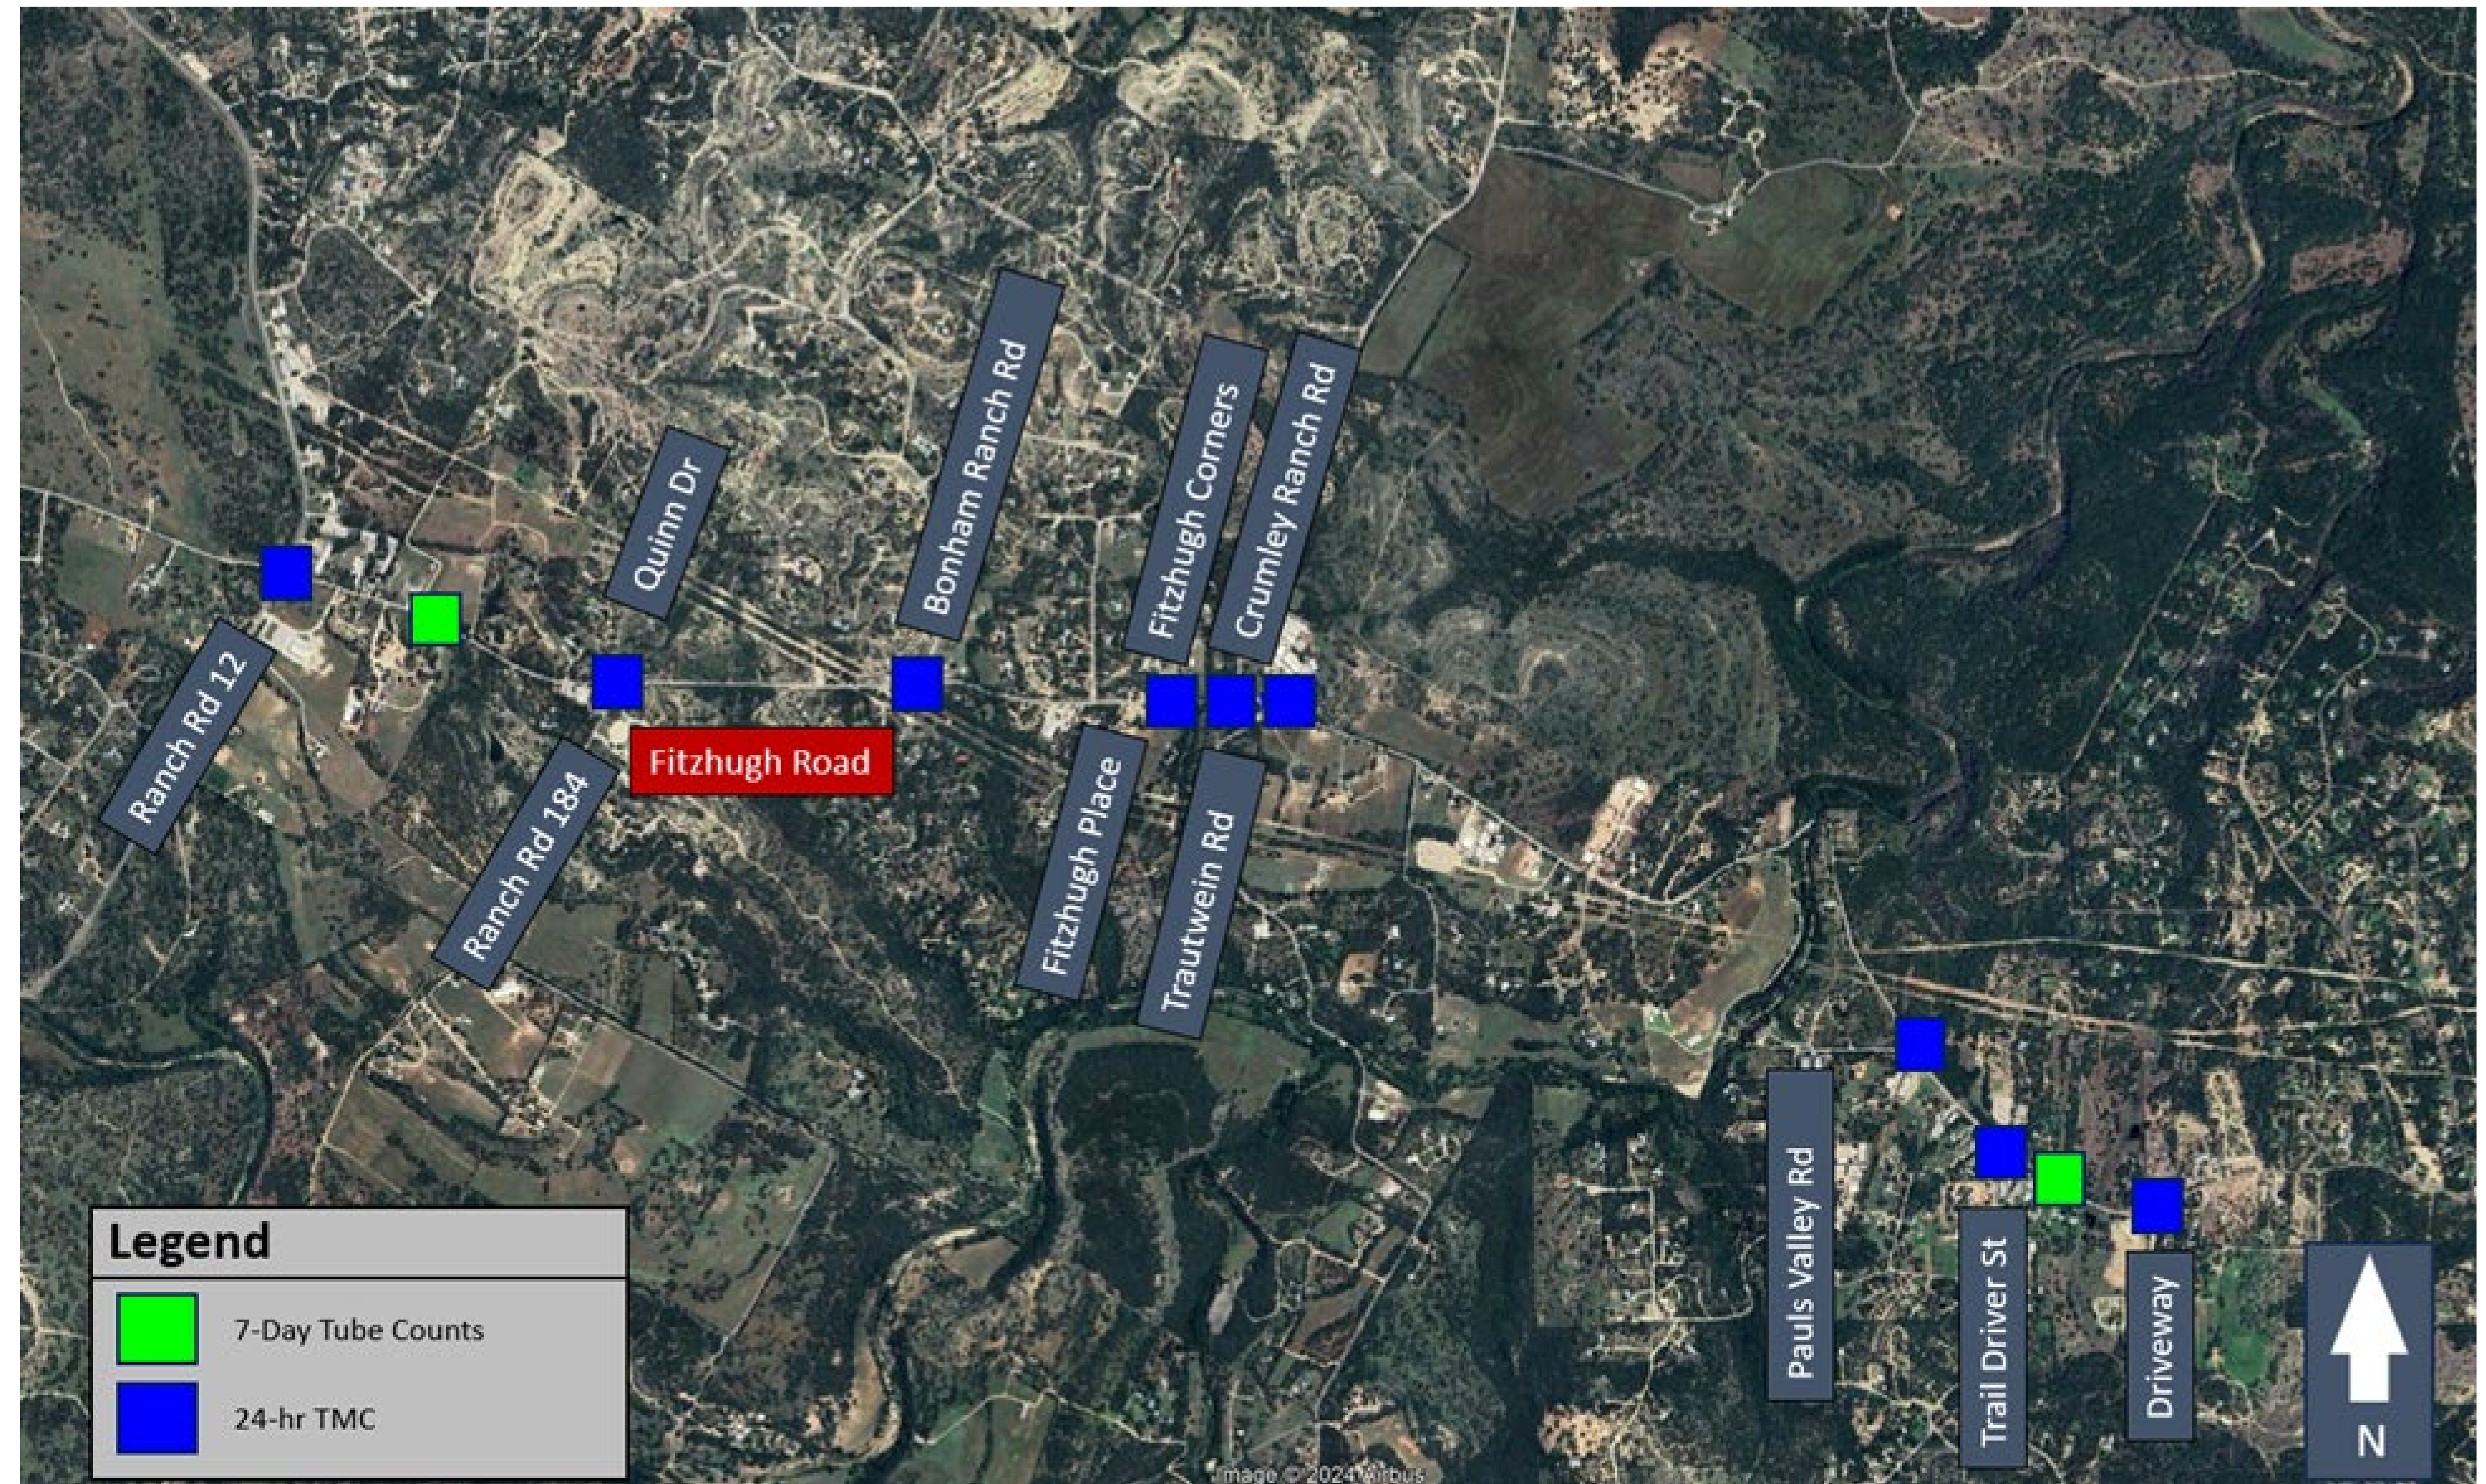 Bonham Ranch Rd
Fitzhugh Corners
Crumley Ranch Rd
Quinn Dr
Ranch Rd 12
Fitzhugh Road
Ranch Rd 184
Fitzhugh Place
Trautwein Rd
Pauls Valley Rd
Trail Driver St
Driveway
Legend
7-Day Tube Counts
24-hr TMC
N
Image © 2024 Airbus